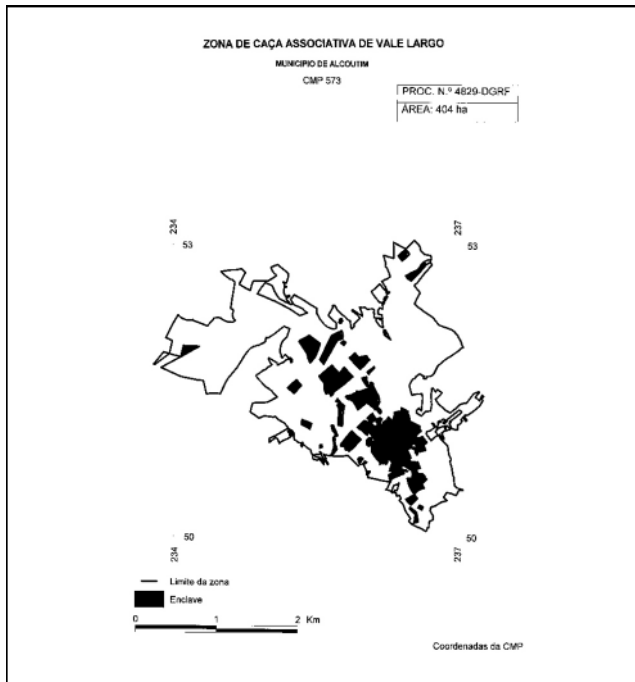 ZONA DE CAÇA ASSOCIATIVA DE VALE LARGO
MUNICIPIO DE ALCOUTIM
CMP 573
PROC. N.º 4829-DGRF
ÁREA: 404 ha
234
53
237
53
50
234
50
237
Limite da zona
Enclave
0 1 2 Km
Coordenadas da CMP